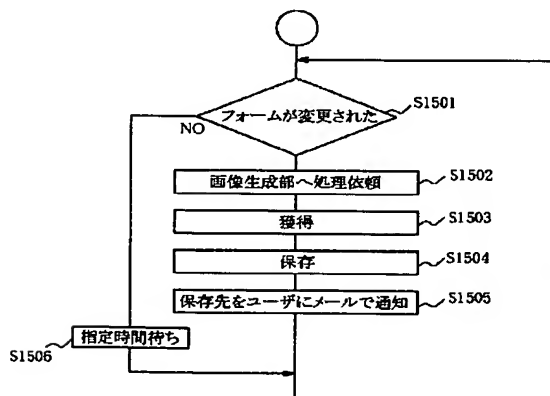 フォームが変更された
S1501
NO
画像生成部へ処理依頼
S1502
獲得
S1503
保存
S1504
保存先をユーザにメールで通知
S1505
指定時間待ち
S1506